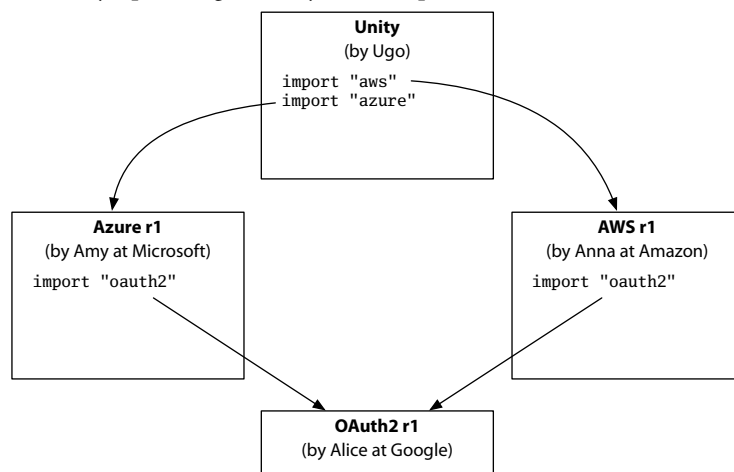 Unity
(by Ugo)
import "aws"
import "azure"
Azure r1
(by Amy at Microsoft)
import "oauth2"
AWS r1
(by Anna at Amazon)
import "oauth2"
OAuth2 r1
(by Alice at Google)